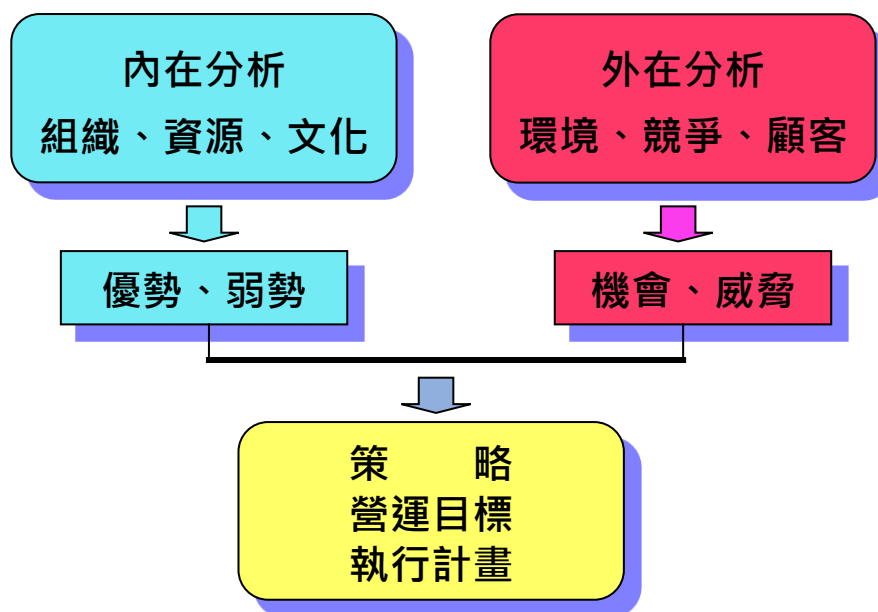 內在分析
組織、資源、文化
外在分析
環境、競爭、顧客
優勢、弱勢
機會、威脅
策　　略
營運目標
執行計畫